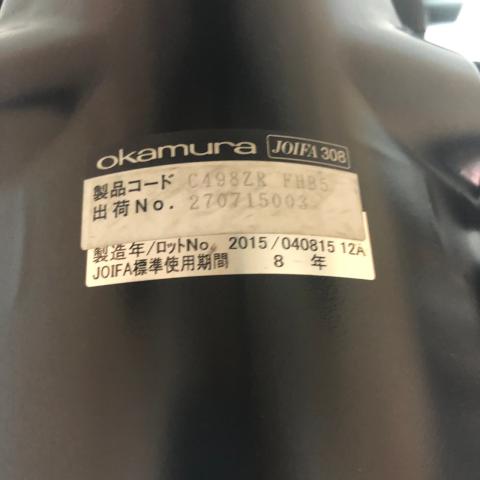 okamura JOIFA 308
製品コード C498ZR FHB5
出荷No. 270715003
製造年/ロットNo. 2015/040815 12A
JOIFA標準使用期間 8 年